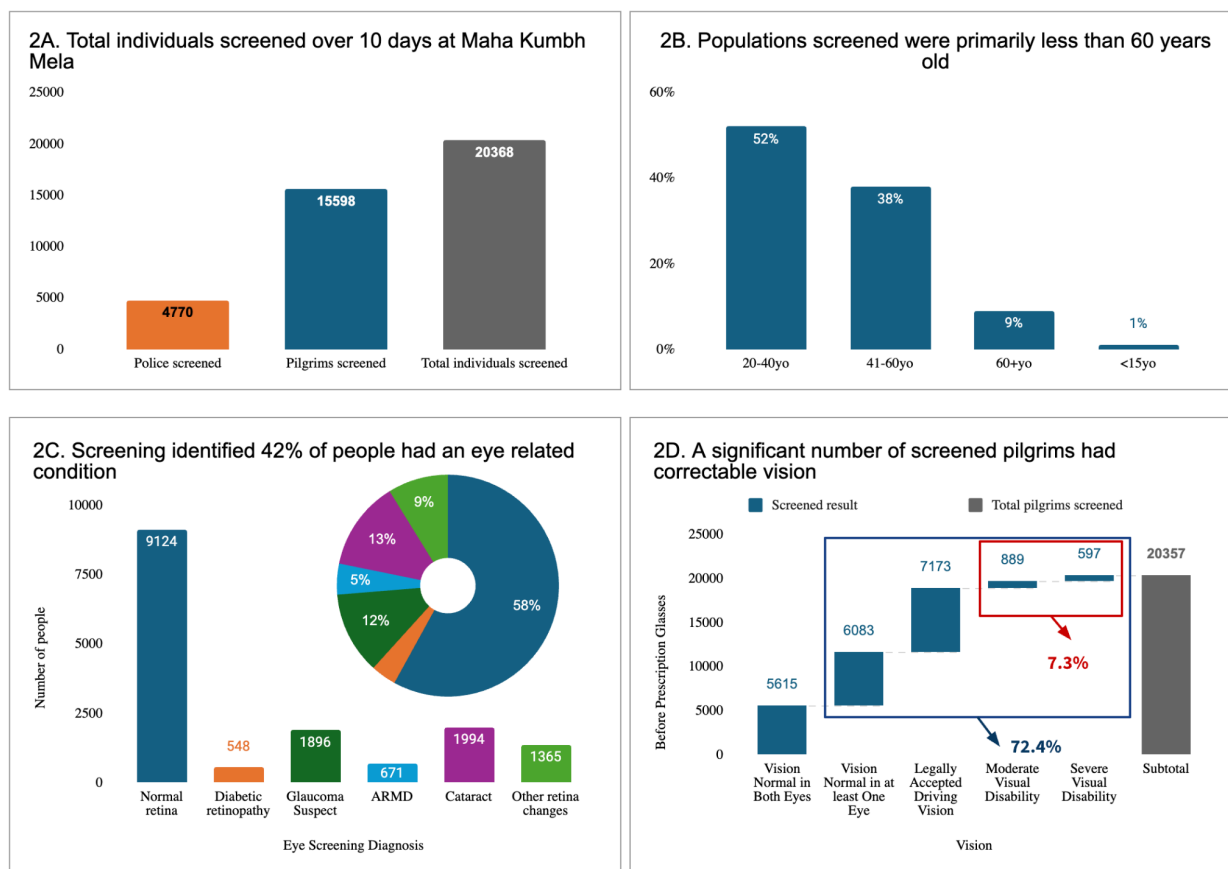 2A. Total individuals screened over 10 days at Maha Kumbh
Mela
25000
20000
15000
10000
5000
0
4770
15598
20368
Police screened
Pilgrims screened
Total individuals screened
2B. Populations screened were primarily less than 60 years
old
60%
40%
20%
0%
52%
38%
9%
1%
20-40yo
41-60yo
60+yo
<15yo
2C. Screening identified 42% of people had an eye related
condition
Number of people
10000
7500
5000
2500
0
9124
548
1896
671
1994
1365
9%
13%
5%
12%
58%
Normal
retina
Diabetic
retinopathy
Glaucoma
Suspect
ARMD
Cataract
Other retina
changes
Eye Screening Diagnosis
2D. A significant number of screened pilgrims had
correctable vision
Screened result
Total pilgrims screened
Before Prescription Glasses
25000
20000
15000
10000
5000
0
5615
6083
7173
889
597
20357
7.3%
72.4%
Vision
Normal in
Both Eyes
Vision
Normal in at
least One
Eye
Legally
Accepted
Driving
Vision
Moderate
Visual
Disability
Severe
Visual
Disability
Subtotal
Vision